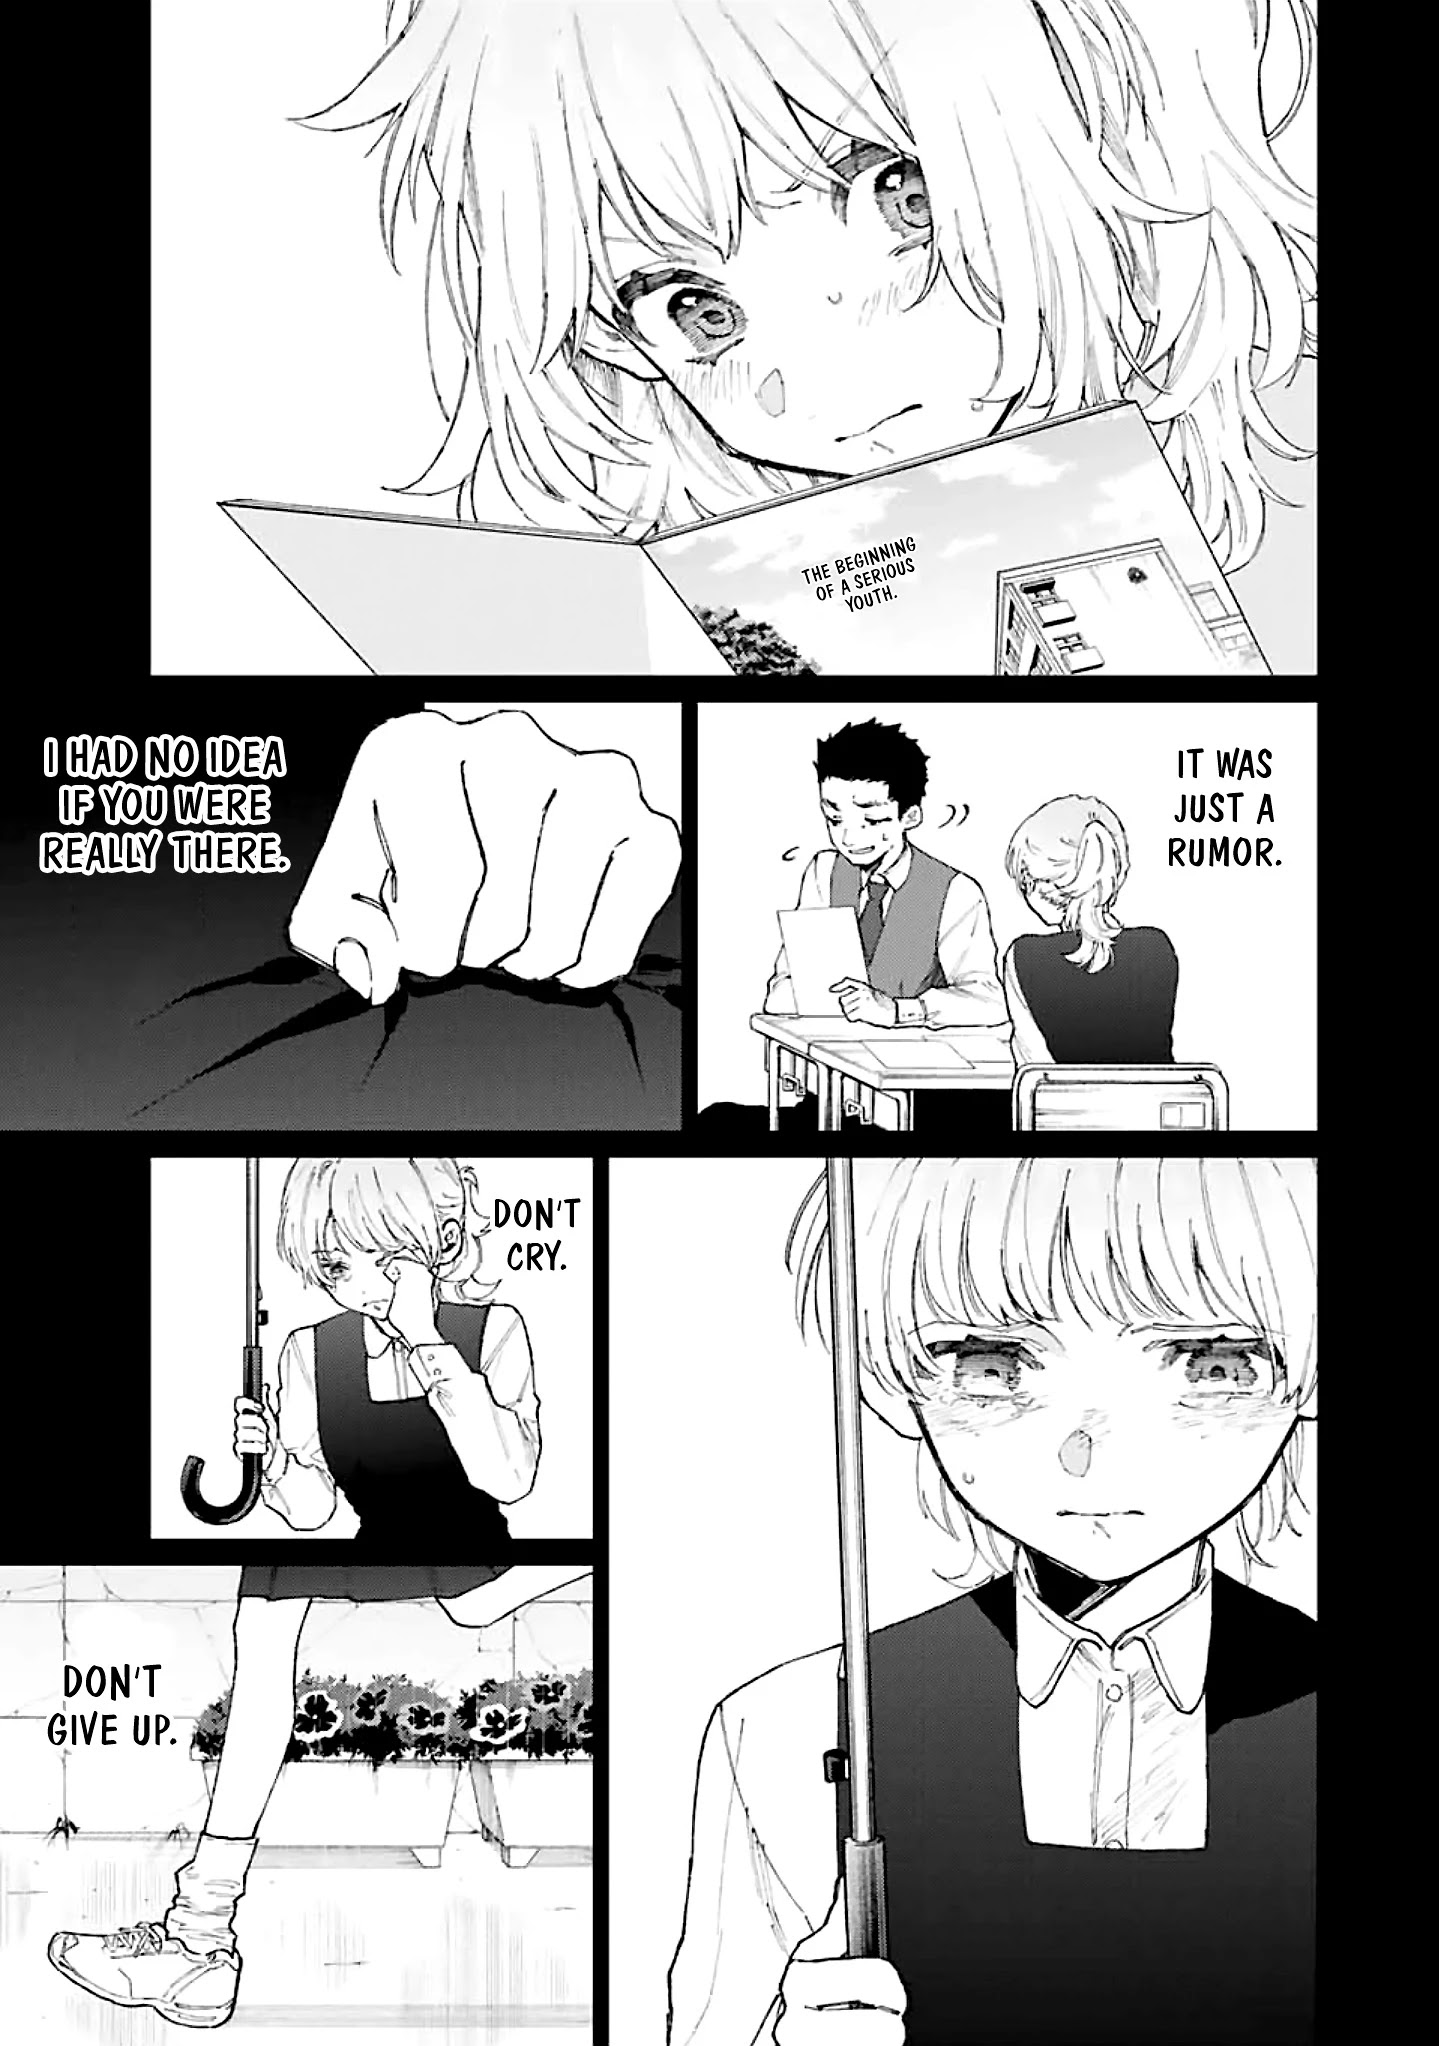 THE BEGINNING
OF A SERIOUS
YOUTH.
IT WAS
JUST A
RUMOR.
I HAD NO IDEA
IF YOU WERE
REALLY THERE.
DON'T
CRY.
DON'T
GIVE UP.